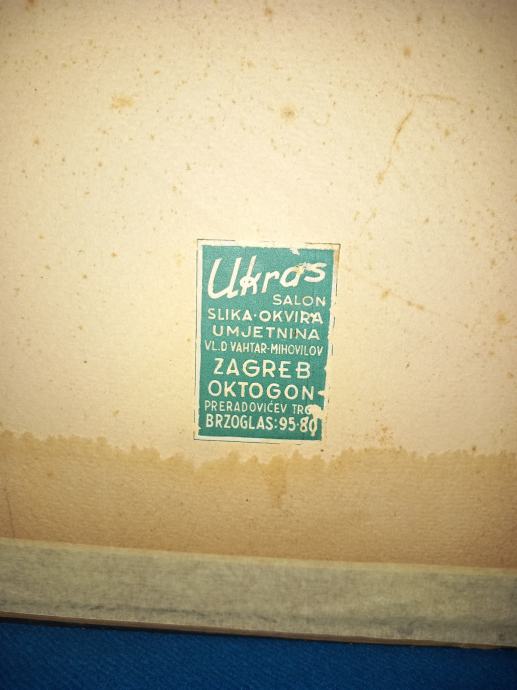 Ukras
SALON
SLIKA·OKVIRA
UMJETNINA
VL.D VAHTAR-MIHOVILOV
ZAGREB
OKTOGON
PRERADOVIĆEV TRG
BRZOGLAS:95-80